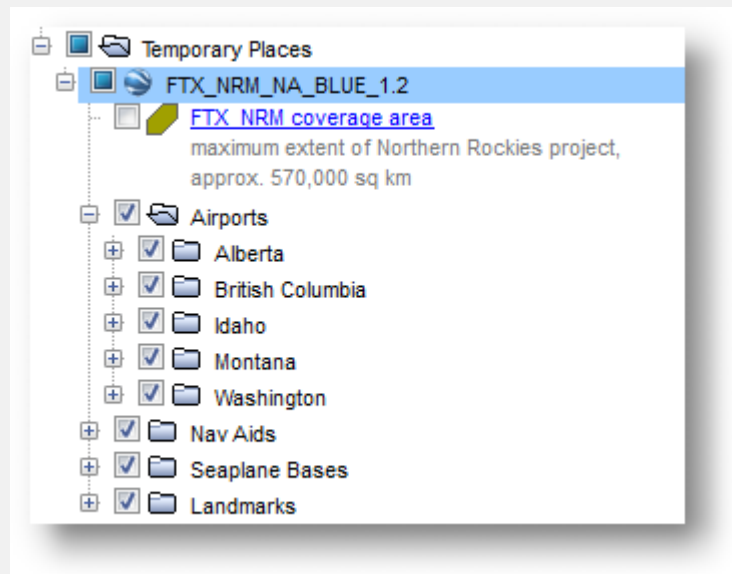 Temporary Places
FTX_NRM_NA_BLUE_1.2
FTX_NRM coverage area
maximum extent of Northern Rockies project,
approx. 570,000 sq km
Airports
Alberta
British Columbia
Idaho
Montana
Washington
Nav Aids
Seaplane Bases
Landmarks